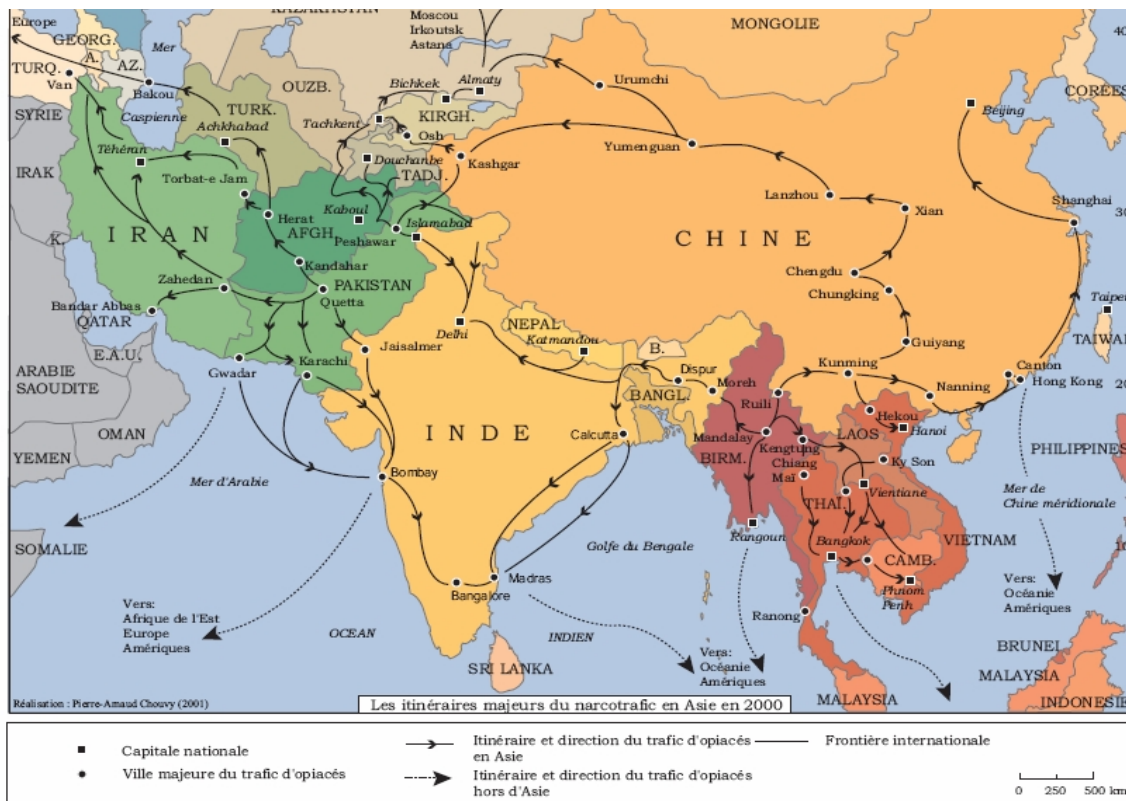 KAZAKHSTAN
Moscou
Irkoutsk
Astana
MONGOLIE
Europe
GEORG.
A.
AZ.
TURQ.
Van
Mer
Caspienne
Bakou
OUZB.
TURK.
Achkhabad
Bichkek
Almaty
Urumchi
KIRGH.
Tachkent
Osh
Douchanbe
TADJ.
Kashgar
Yumenguan
Beijing
CORÉES
40
SYRIE
IRAK
K.
Téhéran
Torbat-e Jam
IRAN
Herat
AFGH.
Kaboul
Islamabad
Peshawar
Kandahar
Lanzhou
Xian
Shanghai
30
CHINE
Zahedan
PAKISTAN
Quetta
Chengdu
Chungking
Bandar Abbas
QATAR
Gwadar
Karachi
Jaisalmer
Delhi
NEPAL
Katmandou
B.
Dispur
BANGL.
Moreh
Kunming
Guiyang
Nanning
Canton
Hong Kong
Taipei
TAIWAN
20
E.A.U.
ARABIE
SAOUDITE
OMAN
YEMEN
INDE
Calcutta
Ruili
Mandalay
BIRM.
Kengtung
Chiang
Maï
LAOS
Hekou
Hanoi
Ky Son
THAI.
Vientiane
PHILIPPINES
Mer d'Arabie
Bombay
Mer de
Chine méridionale
SOMALIE
Golfe du Bengale
Rangoun
Bangkok
VIETNAM
CAMB.
Phnom
Penh
10
Madras
Bangalore
Vers:
Afrique de l'Est
Europe
Amériques
OCEAN
INDIEN
Ranong
Vers:
Océanie
Amériques
Vers:
Océanie
Amériques
SRI LANKA
BRUNEI
MALAYSIA
MALAYSIA
INDONESIE
Réalisation : Pierre-Arnaud Chouvy (2001)
Les itinéraires majeurs du narcotrafic en Asie en 2000
Capitale nationale
Ville majeure du trafic d'opiacés
Itinéraire et direction du trafic d'opiacés
en Asie
Itinéraire et direction du trafic d'opiacés
hors d'Asie
Frontière internationale
0 250 500 km